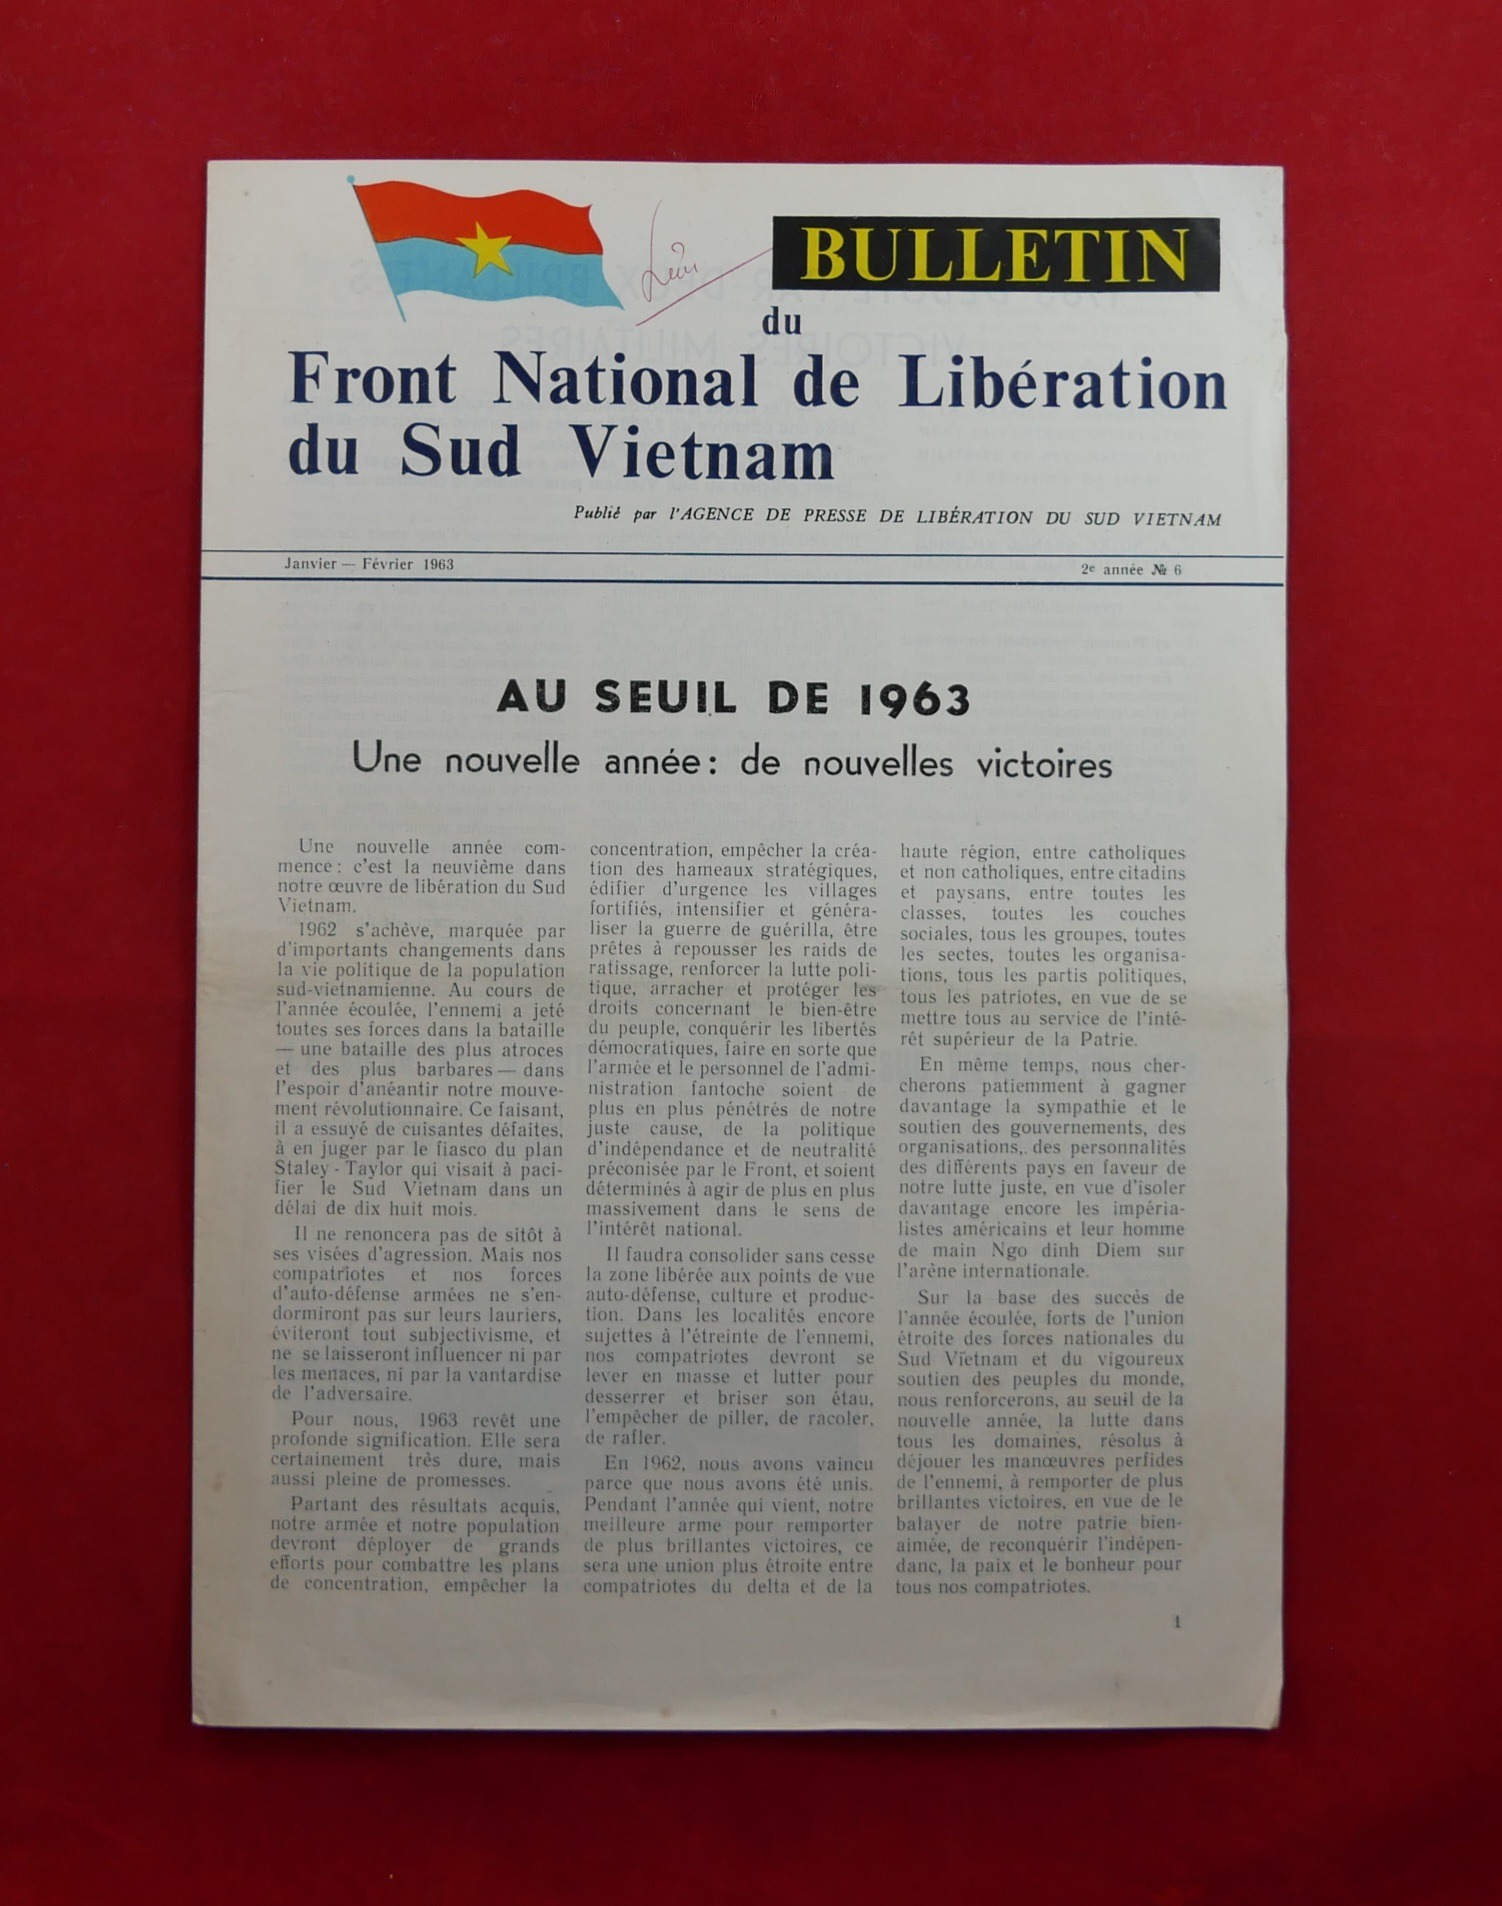 BULLETIN
du
Front National de Libération
du Sud Vietnam
Publié par l'AGENCE DE PRESSE DE LIBÉRATION DU SUD VIETNAM
Janvier — Février 1963
2e année № 6
AU SEUIL DE 1963
Une nouvelle année: de nouvelles victoires
Une nouvelle année com-
mence: c'est la neuvième dans
notre œuvre de libération du Sud
Vietnam.
1962 s'achève, marquée par
d'importants changements dans
la vie politique de la population
sud-vietnamienne. Au cours de
l'année écoulée, l'ennemi a jeté
toutes ses forces dans la bataille
— une bataille des plus atroces
et des plus barbares — dans
l'espoir d'anéantir notre mouve-
ment révolutionnaire. Ce faisant,
il a essuyé de cuisantes défaites,
à en juger par le fiasco du plan
Staley - Taylor qui visait à paci-
fier le Sud Vietnam dans un
délai de dix huit mois.
Il ne renoncera pas de sitôt à
ses visées d'agression. Mais nos
compatriotes et nos forces
d'auto-défense armées ne s'en-
dormiront pas sur leurs lauriers,
éviteront tout subjectivisme, et
ne se laisseront influencer ni par
les menaces, ni par la vantardise
de l'adversaire.
Pour nous, 1963 revêt une
profonde signification. Elle sera
certainement très dure, mais
aussi pleine de promesses.
Partant des résultats acquis,
notre armée et notre population
devront déployer de grands
efforts pour combattre les plans
de concentration, empêcher la
concentration, empêcher la créa-
tion des hameaux stratégiques,
édifier d'urgence les villages
fortifiés, intensifier et généra-
liser la guerre de guérilla, être
prêtes à repousser les raids de
ratissage, renforcer la lutte poli-
tique, arracher et protéger les
droits concernant le bien-être
du peuple, conquérir les libertés
démocratiques, faire en sorte que
l'armée et le personnel de l'admi-
nistration fantoche soient de
plus en plus pénétrés de notre
juste cause, de la politique
d'indépendance et de neutralité
préconisée par le Front, et soient
déterminés à agir de plus en plus
massivement dans le sens de
l'intérêt national.
Il faudra consolider sans cesse
la zone libérée aux points de vue
auto-défense, culture et produc-
tion. Dans les localités encore
sujettes à l'étreinte de l'ennemi,
nos compatriotes devront se
lever en masse et lutter pour
desserrer et briser son étau,
l'empêcher de piller, de racoler,
de rafler.
En 1962, nous avons vaincu
parce que nous avons été unis.
Pendant l'année qui vient, notre
meilleure arme pour remporter
de plus brillantes victoires, ce
sera une union plus étroite entre
compatriotes du delta et de la
haute région, entre catholiques
et non catholiques, entre citadins
et paysans, entre toutes les
classes, toutes les couches
sociales, tous les groupes, toutes
les sectes, toutes les organisa-
tions, tous les partis politiques,
tous les patriotes, en vue de se
mettre tous au service de l'inté-
rêt supérieur de la Patrie.
En même temps, nous cher-
cherons patiemment à gagner
davantage la sympathie et le
soutien des gouvernements, des
organisations,. des personnalités
des différents pays en faveur de
notre lutte juste, en vue d'isoler
davantage encore les impéria-
listes américains et leur homme
de main Ngo dinh Diem sur
l'arène internationale.
Sur la base des succès de
l'année écoulée, forts de l'union
étroite des forces nationales du
Sud Vietnam et du vigoureux
soutien des peuples du monde,
nous renforcerons, au seuil de la
nouvelle année, la lutte dans
tous les domaines, résolus à
déjouer les manœuvres perfides
de l'ennemi, à remporter de plus
brillantes victoires, en vue de le
balayer de notre patrie bien-
aimée, de reconquérir l'indépen-
danc, la paix et le bonheur pour
tous nos compatriotes.
1